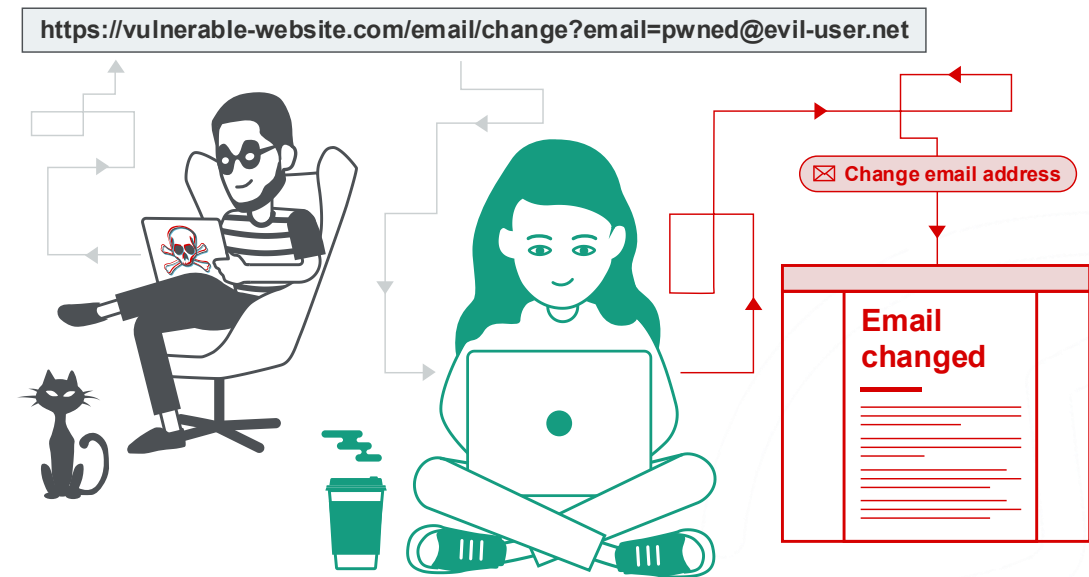 https://vulnerable-website.com/email/change?email=pwned@evil-user.net
Change email address
Email
changed